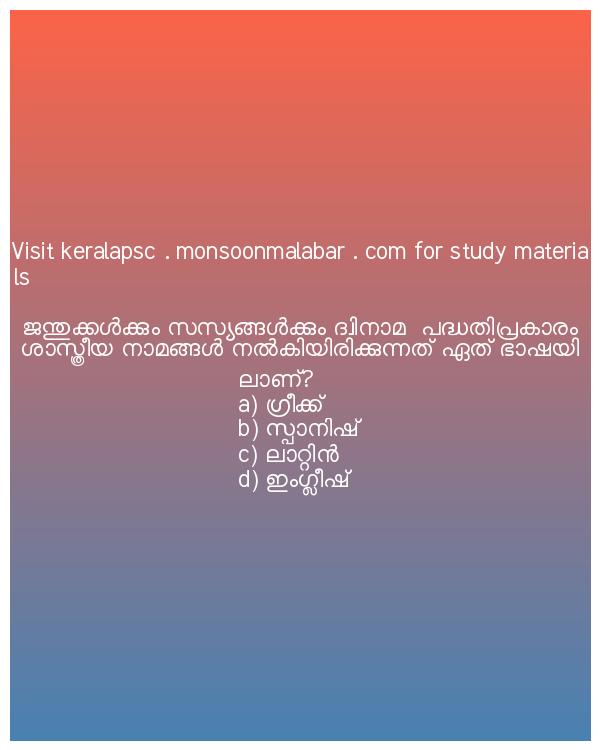 Visit keralapsc . monsoonmalabar . com for study materia
ls
ജന്തുക്കൾക്കും സസ്യങ്ങൾക്കും ദ്വിനാമ  പദ്ധതിപ്രകാരം
ശാസ്ത്രീയ നാമങ്ങൾ നൽകിയിരിക്കുന്നത് ഏത് ഭാഷയി
ലാണ്?
a) ഗ്രീക്ക്
b) സ്പാനിഷ്
c) ലാറ്റിൻ
d) ഇംഗ്ലീഷ്